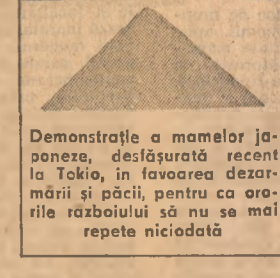 Demonstrație a mamelor ja-
poneze, desfășurată recent
la Tokio, în favoarea dezar-
mării și păcii, pentru ca oro-
rile razboiului să nu se mai
repete niciodată